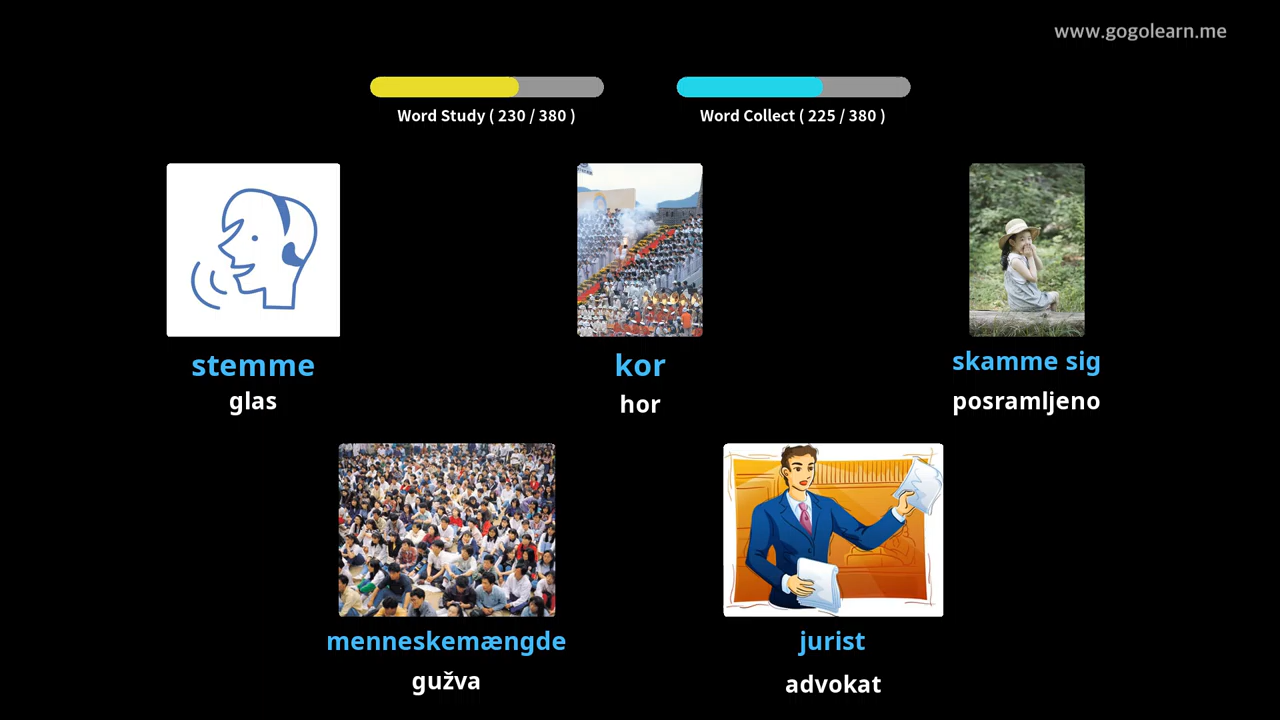 www.gogolearn.me
Word Study ( 230 / 380 )
Word Collect ( 225 / 380 )
stemme
glas
kor
hor
skamme sig
posramljeno
menneskemængde
gužva
jurist
advokat